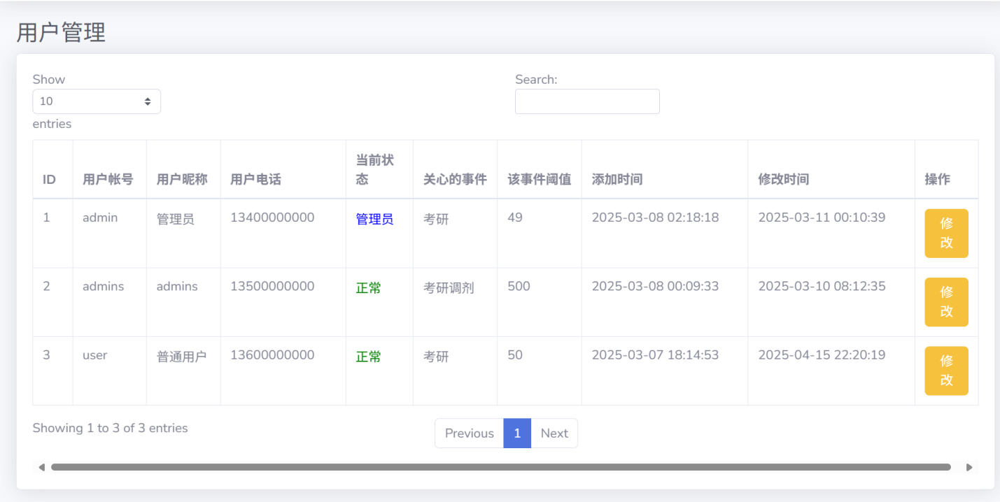 用户管理
Show
10
entries
Search:
ID 用户帐号 用户昵称 用户电话 当前状态 关心的事件 该事件阈值 添加时间 修改时间 操作
1 admin 管理员 13400000000 管理员 考研 49 2025-03-08 02:18:18 2025-03-11 00:10:39 修改
2 admins admins 13500000000 正常 考研调剂 500 2025-03-08 00:09:33 2025-03-10 08:12:35 修改
3 user 普通用户 13600000000 正常 考研 50 2025-03-07 18:14:53 2025-04-15 22:20:19 修改
Showing 1 to 3 of 3 entries
Previous 1 Next